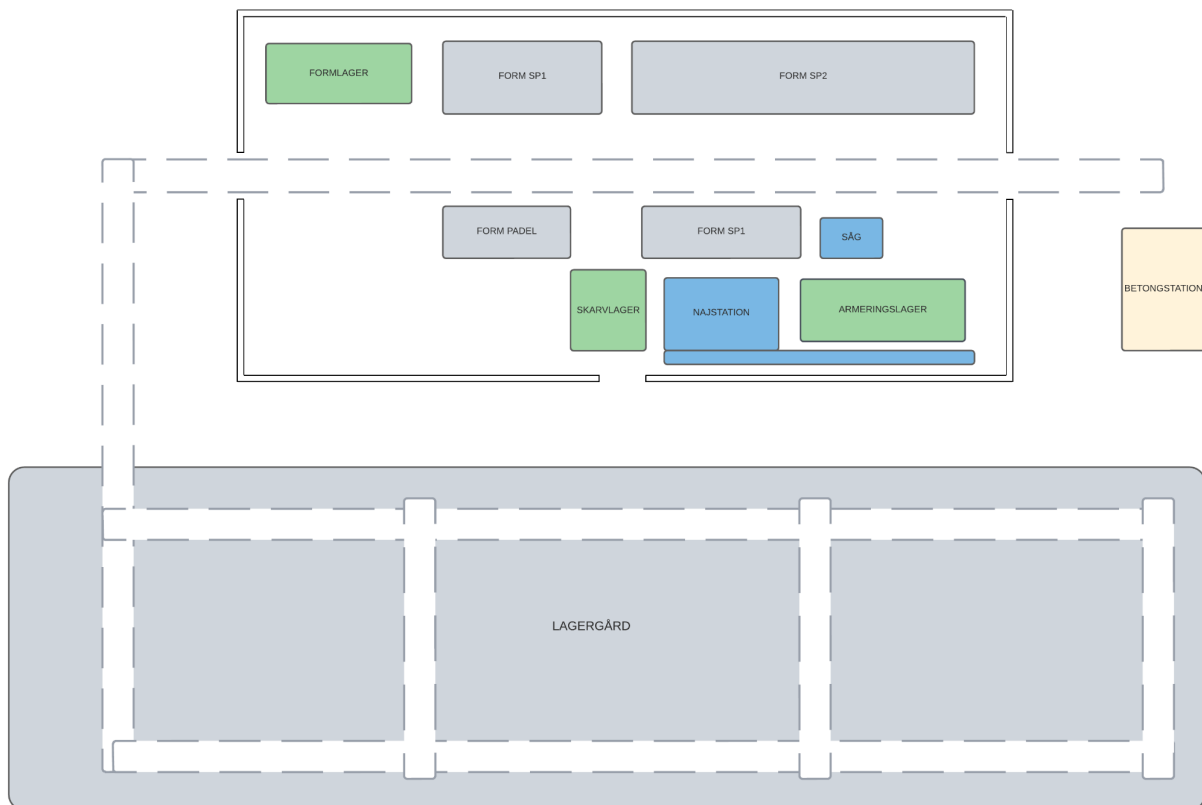 FORMLAGER
FORM SP1
FORM SP2
FORM PADEL
FORM SP1
SÅG
BETONGSTATION
SKARVLAGER
NAJSTATION
ARMERINGSLAGER
LAGERGÅRD